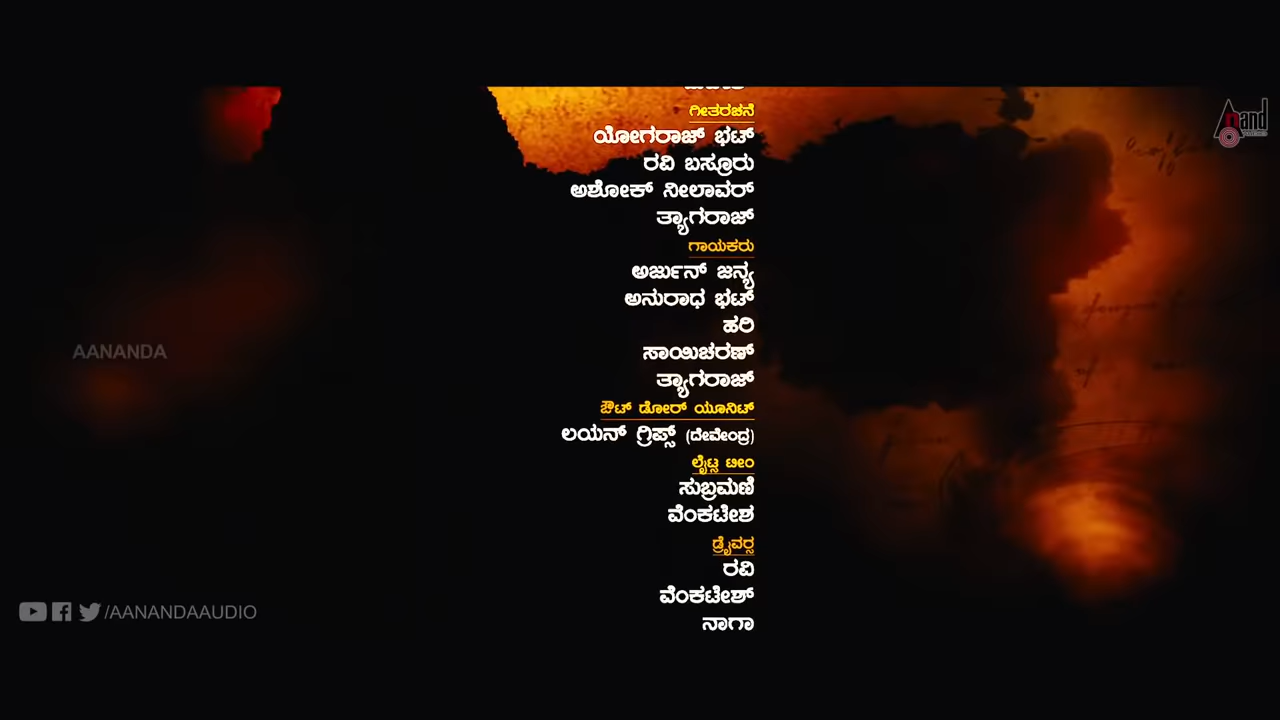 ಗೀತರಚನೆ
ಯೋಗರಾಜ್ ಭಟ್
ರವಿ ಬಸ್ರೂರು
ಅಶೋಕ್ ನೀಲಾವರ್
ತ್ಯಾಗರಾಜ್
ಗಾಯಕರು
ಅರ್ಜುನ್ ಜನ್ಯ
ಅನುರಾಧ ಭಟ್
ಹರಿ
ಸಾಯಿಚರಣ್
ತ್ಯಾಗರಾಜ್
ಔಟ್ ಡೋರ್ ಯೂನಿಟ್
ಲಯನ್ ಗ್ರಿಪ್ಸ್ (ದೇವೇಂದ್ರ)
ಲೈಟ್ಸ ಟೀಂ
ಸುಬ್ರಮಣಿ
ವೆಂಕಟೇಶ
ಡ್ರೈವರ‍್ಸ
ರವಿ
ವೆಂಕಟೇಶ್
ನಾಗಾ
AANANDA
/AANANDAAUDIO
Anand